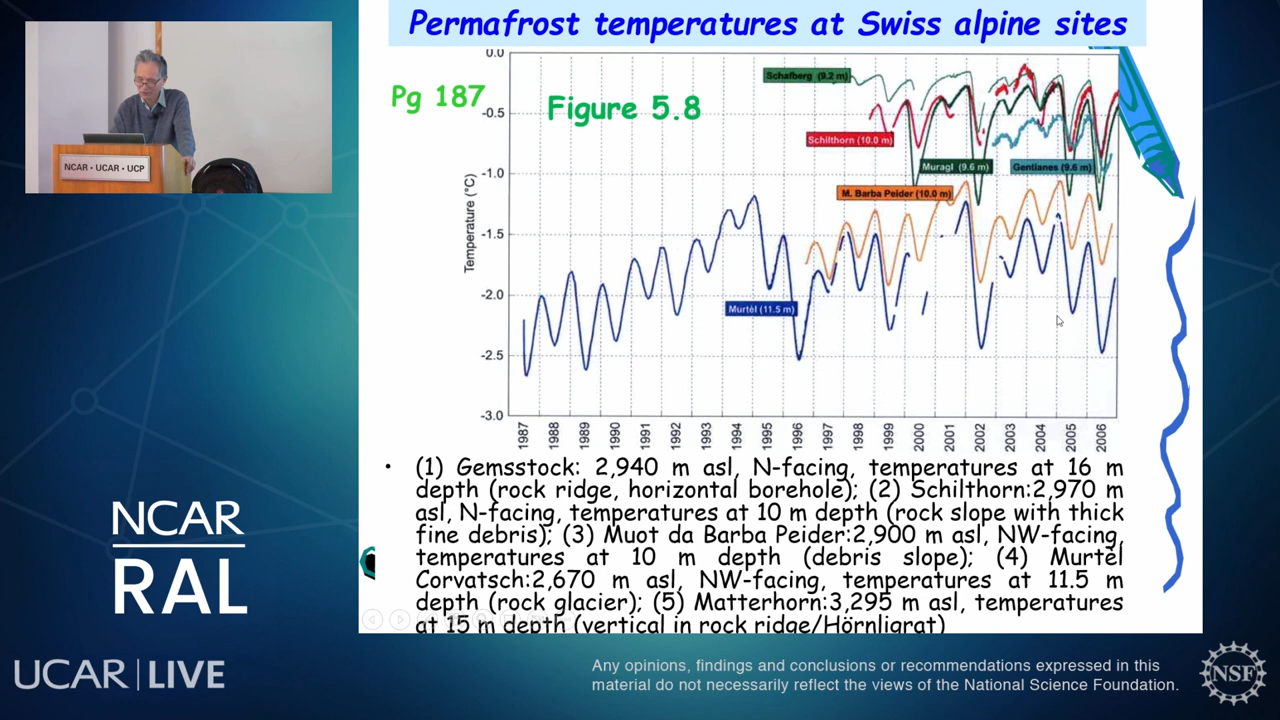 Permafrost temperatures at Swiss alpine sites
Pg 187
Figure 5.8
Temperature (°C)
0.0
-0.5
-1.0
-1.5
-2.0
-2.5
-3.0
Schafberg (9.2 m)
Schilthorn (10.0 m)
Muragl (9.6 m)
Gentianes (9.6 m)
M. Barba Peider (10.0 m)
Murtèl (11.5 m)
1987 1988 1989 1990 1991 1992 1993 1994 1995 1996 1997 1998 1999 2000 2001 2002 2003 2004 2005 2006
• (1) Gemsstock: 2,940 m asl, N-facing, temperatures at 16 m
depth (rock ridge, horizontal borehole); (2) Schilthorn:2,970 m
asl, N-facing, temperatures at 10 m depth (rock slope with thick
fine debris); (3) Muot da Barba Peider:2,900 m asl, NW-facing,
temperatures at 10 m depth (debris slope); (4) Murtèl
Corvatsch:2,670 m asl, NW-facing, temperatures at 11.5 m
depth (rock glacier); (5) Matterhorn:3,295 m asl, temperatures
at 15 m depth (vertical in rock ridge/Hörnligrat)
NCAR • UCAR • UCP
NCAR
RAL
UCAR | LIVE
Any opinions, findings and conclusions or recommendations expressed in this
material do not necessarily reflect the views of the National Science Foundation.
NSF